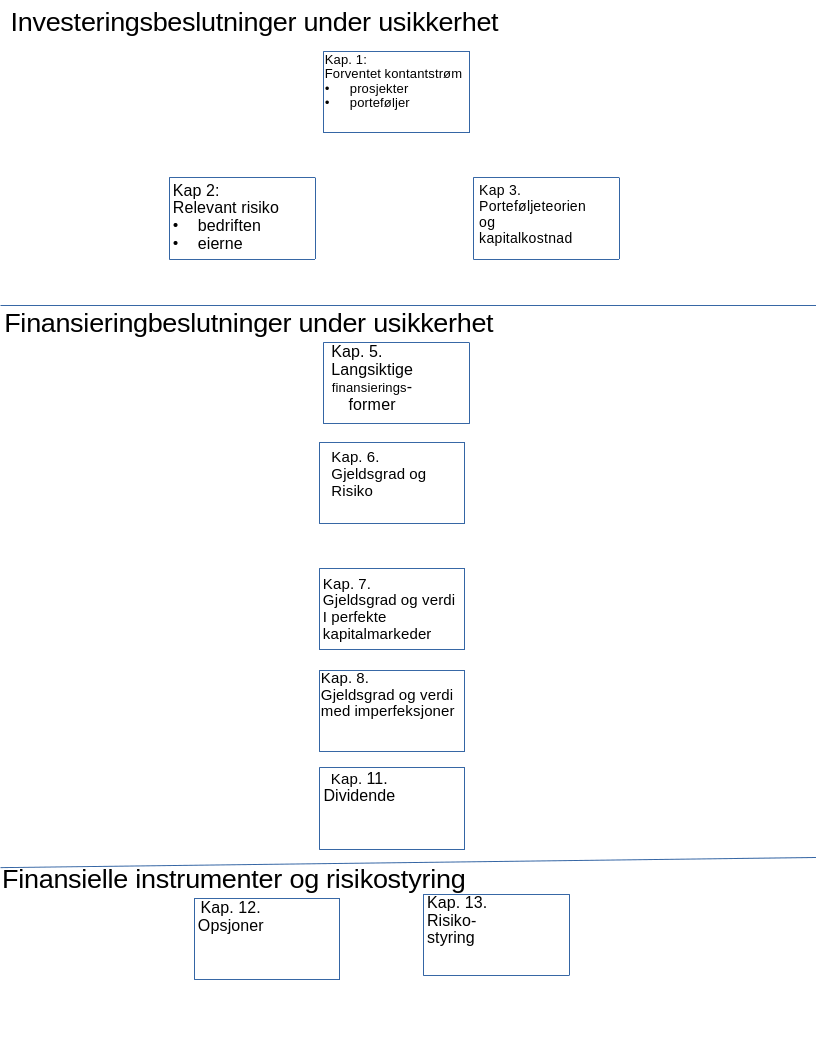 Investeringsbeslutninger under usikkerhet
Kap. 1:
Forventet kontantstrøm
• prosjekter
• porteføljer
Kap 2:
Relevant risiko
• bedriften
• eierne
Kap 3.
Porteføljeteorien
og
kapitalkostnad
Finansieringbeslutninger under usikkerhet
Kap. 5.
Langsiktige
finansierings-
former
Kap. 6.
Gjeldsgrad og
Risiko
Kap. 7.
Gjeldsgrad og verdi
I perfekte
kapitalmarkeder
Kap. 8.
Gjeldsgrad og verdi
med imperfeksjoner
Kap. 11.
Dividende
Finansielle instrumenter og risikostyring
Kap. 12.
Opsjoner
Kap. 13.
Risiko-
styring